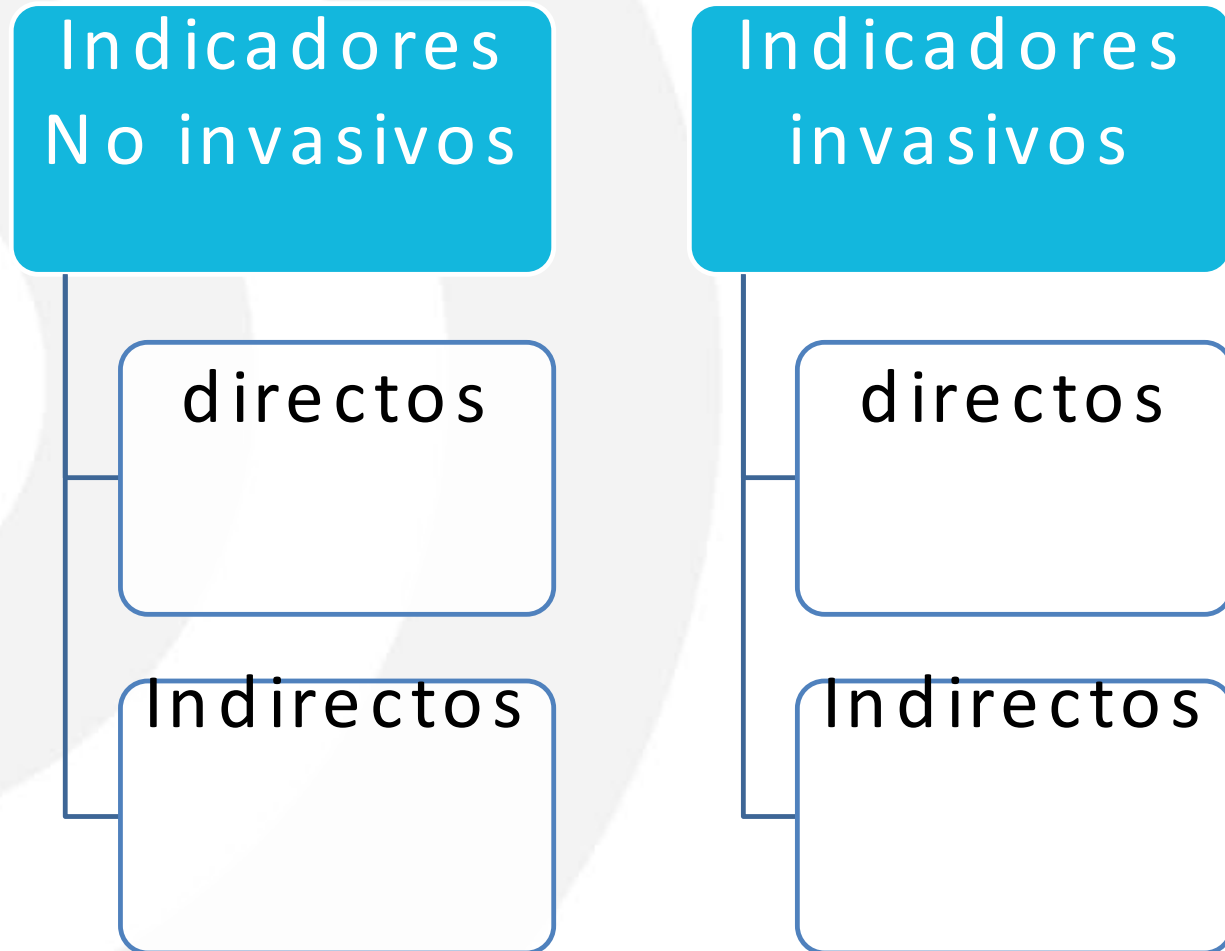 Indicadores
No invasivos
directos
Indirectos
Indicadores
invasivos
directos
Indirectos